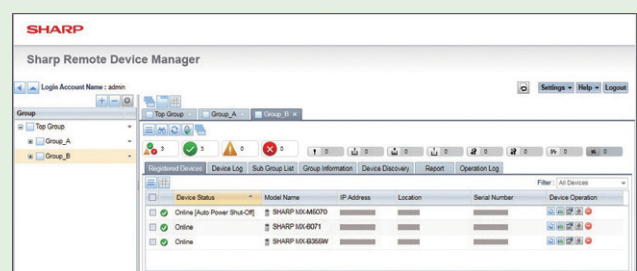 SHARP
Sharp Remote Device Manager
Login Account Name : admin
Settings Help Logout
Group
Top Group
Group_A
Group_B
Top Group
Group_A
Group_B
3 3 0 0 0 0 0 0 0 0 0 0
Registered Devices Device Log Sub Group List Group Information Device Discovery Report Operation Log
Filter : All Devices
Device Status Model Name IP Address Location Serial Number Device Operation
Online [Auto Power Shut-Off] SHARP MX-M5070
Online SHARP MX-6071
Online SHARP MX-B355W